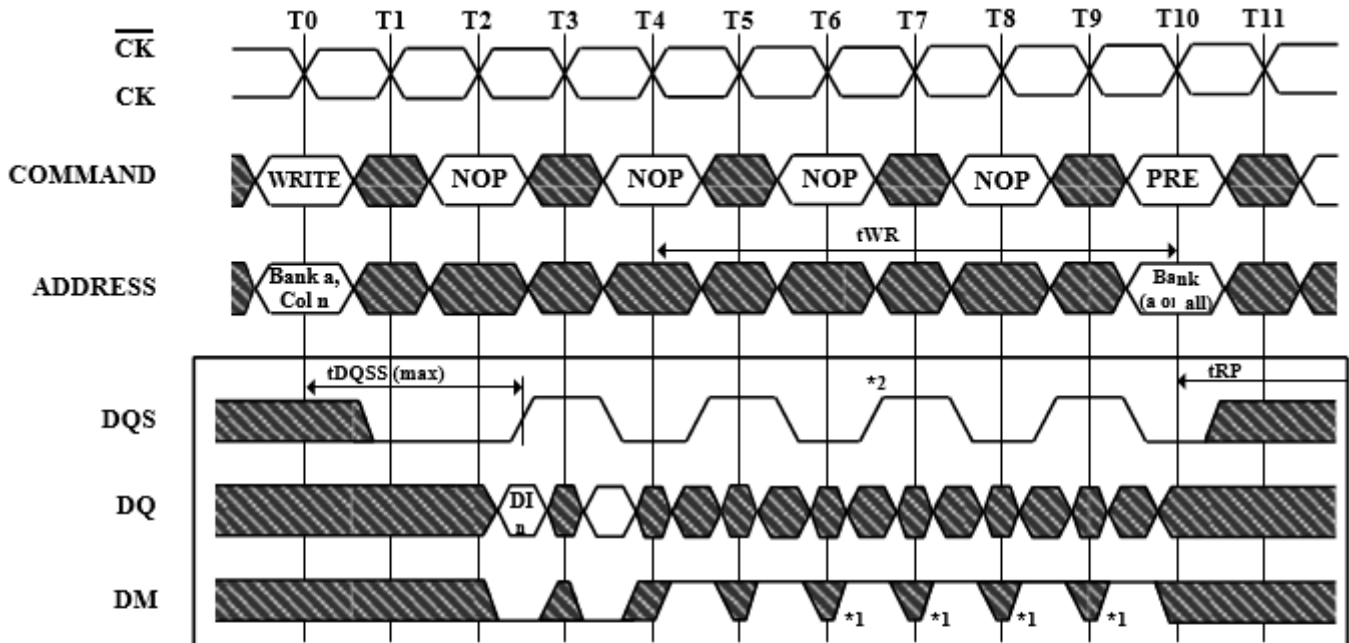 T0 T1 T2 T3 T4 T5 T6 T7 T8 T9 T10 T11
CK
CK
COMMAND WRITE NOP NOP NOP NOP PRE
tWR
ADDRESS Bank a, Col n Bank (a or all)
tDQSS (max) *2 tRP
DQS
DQ DI n
DM *1 *1 *1 *1